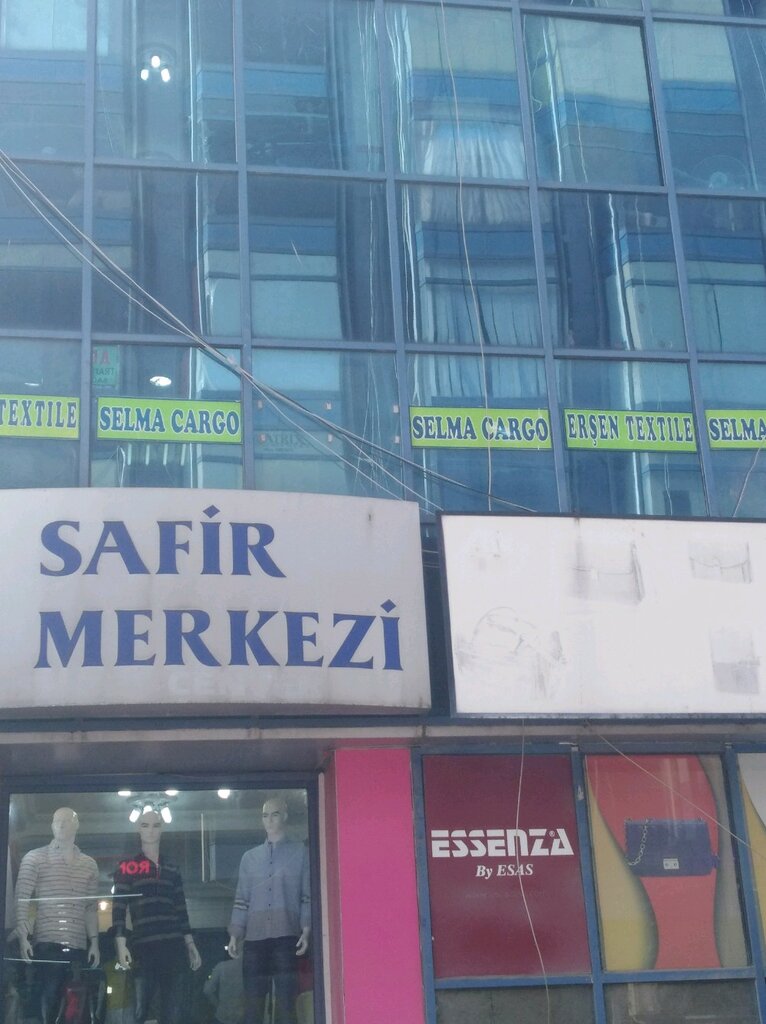 TEXTILE
SELMA CARGO
SELMA CARGO
ERŞEN TEXTILE
SELMA
SAFİR
MERKEZİ
ESSENZA
By ESAS